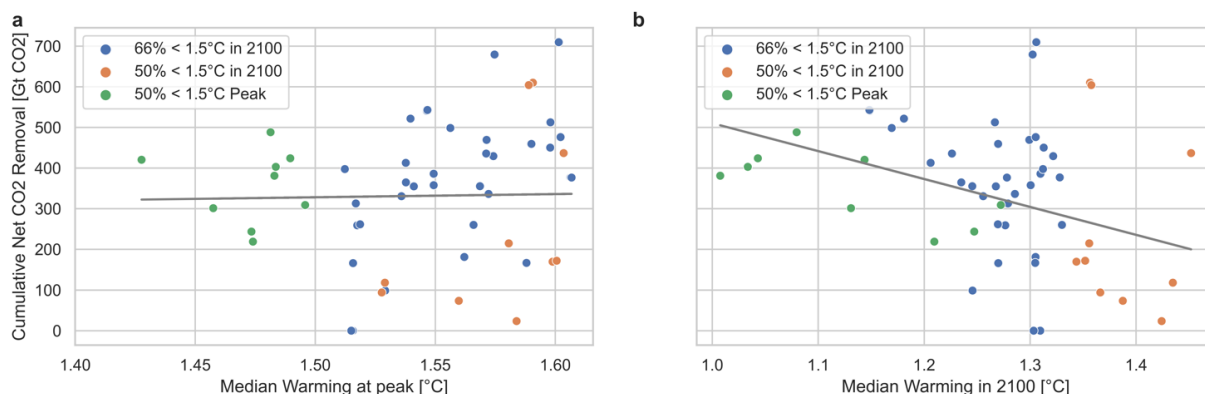 a
Cumulative Net CO2 Removal [Gt CO2]
700
600
500
400
300
200
100
0
66% < 1.5°C in 2100
50% < 1.5°C in 2100
50% < 1.5°C Peak
1.40 1.45 1.50 1.55 1.60
Median Warming at peak [°C]
b
66% < 1.5°C in 2100
50% < 1.5°C in 2100
50% < 1.5°C Peak
1.0 1.1 1.2 1.3 1.4
Median Warming in 2100 [°C]